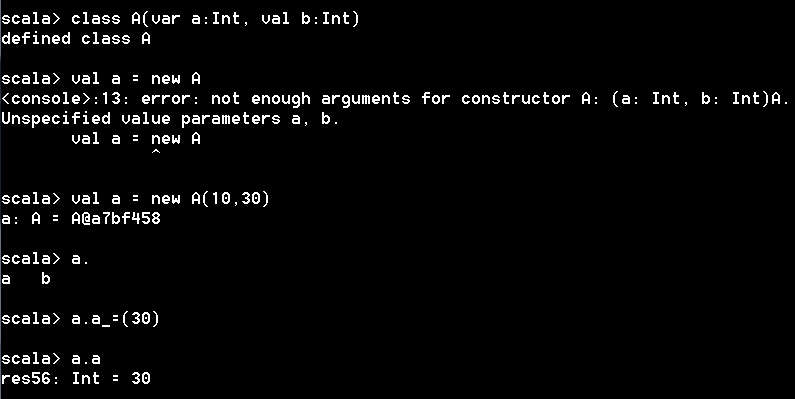 scala> class A(var a:Int, val b:Int)
defined class A
scala> val a = new A
<console>:13: error: not enough arguments for constructor A: (a: Int, b: Int)A.
Unspecified value parameters a, b.
       val a = new A
               ^
scala> val a = new A(10,30)
a: A = A@a7bf458
scala> a.
a   b
scala> a.a_=(30)
scala> a.a
res56: Int = 30